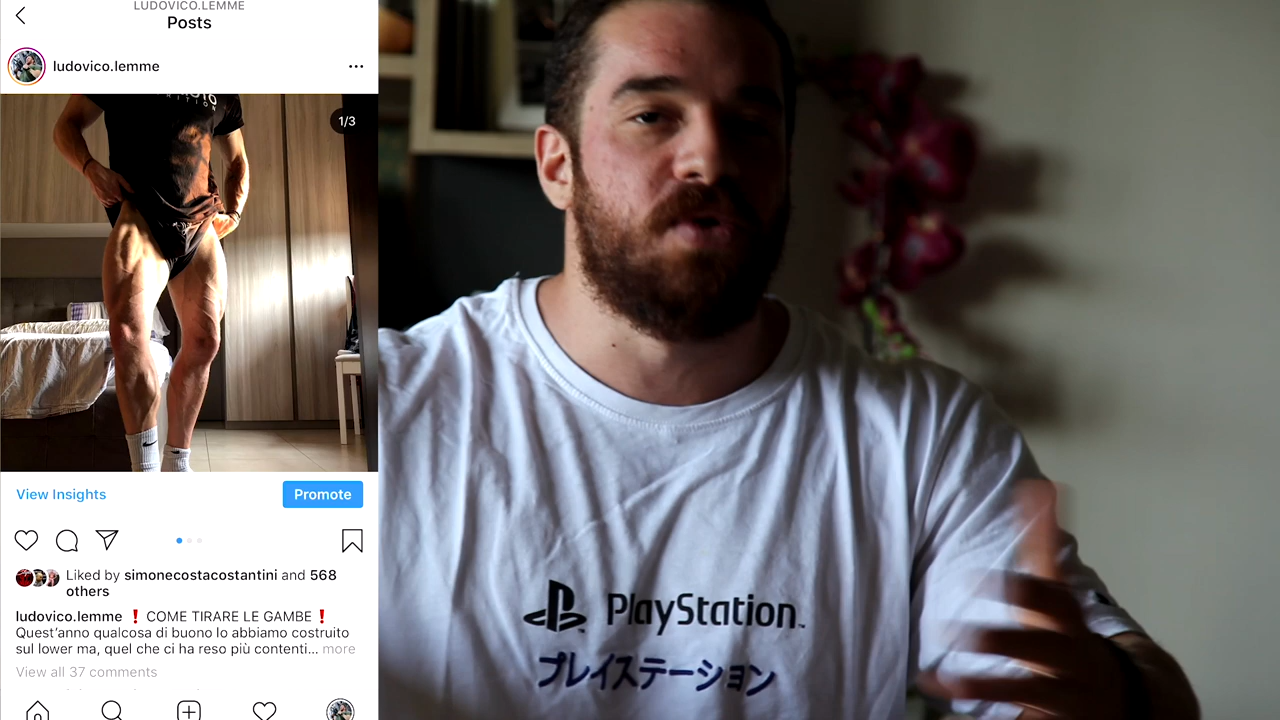 LUDOVICO.LEMME
Posts
ludovico.lemme
1/3
View Insights
Promote
Liked by simonecostacostantini and 568
others
ludovico.lemme ❗ COME TIRARE LE GAMBE ❗
Quest'anno qualcosa di buono lo abbiamo costruito
sul lower ma, quel che ci ha reso più contenti... more
View all 37 comments
PlayStation
プレイステーション